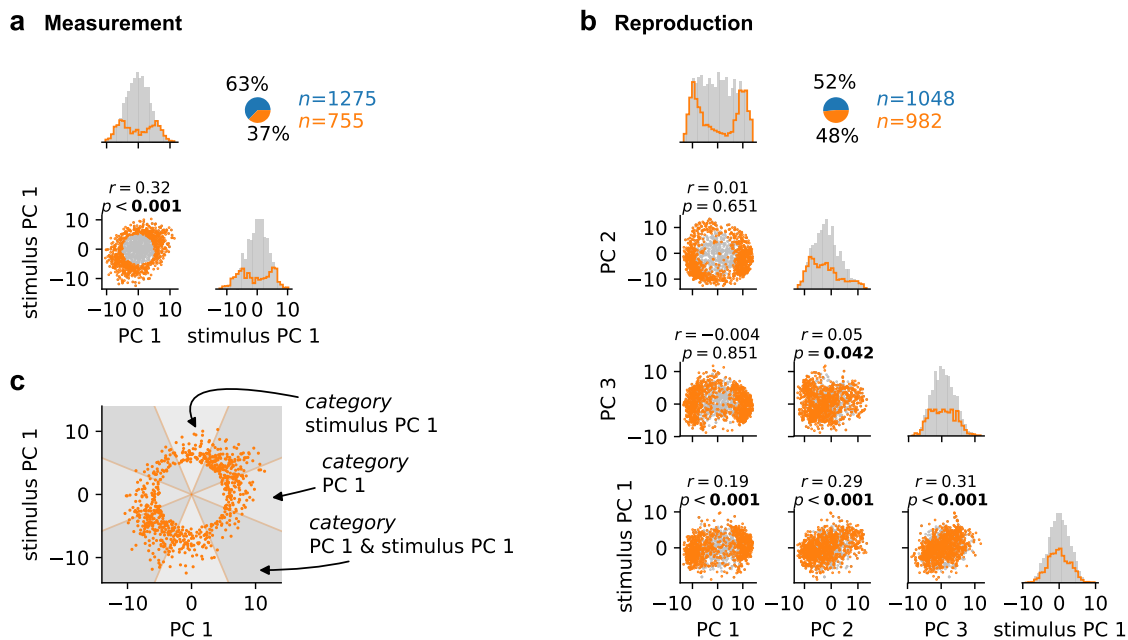 a Measurement
63%
37%
n=1275
n=755
r = 0.32
p < 0.001
stimulus PC 1
10
0
−10
−10 0 10
PC 1
−10 0 10
stimulus PC 1
c
category
stimulus PC 1
category
PC 1
category
PC 1 & stimulus PC 1
stimulus PC 1
10
0
−10
−10 0 10
PC 1
b Reproduction
52%
48%
n=1048
n=982
r = 0.01
p = 0.651
PC 2
10
0
−10
r = −0.004
p = 0.851
r = 0.05
p = 0.042
PC 3
10
0
−10
r = 0.19
p < 0.001
r = 0.29
p < 0.001
r = 0.31
p < 0.001
stimulus PC 1
10
0
−10 0 10
PC 1
−10 0 10
PC 2
−10 0 10
PC 3
−10 0 10
stimulus PC 1